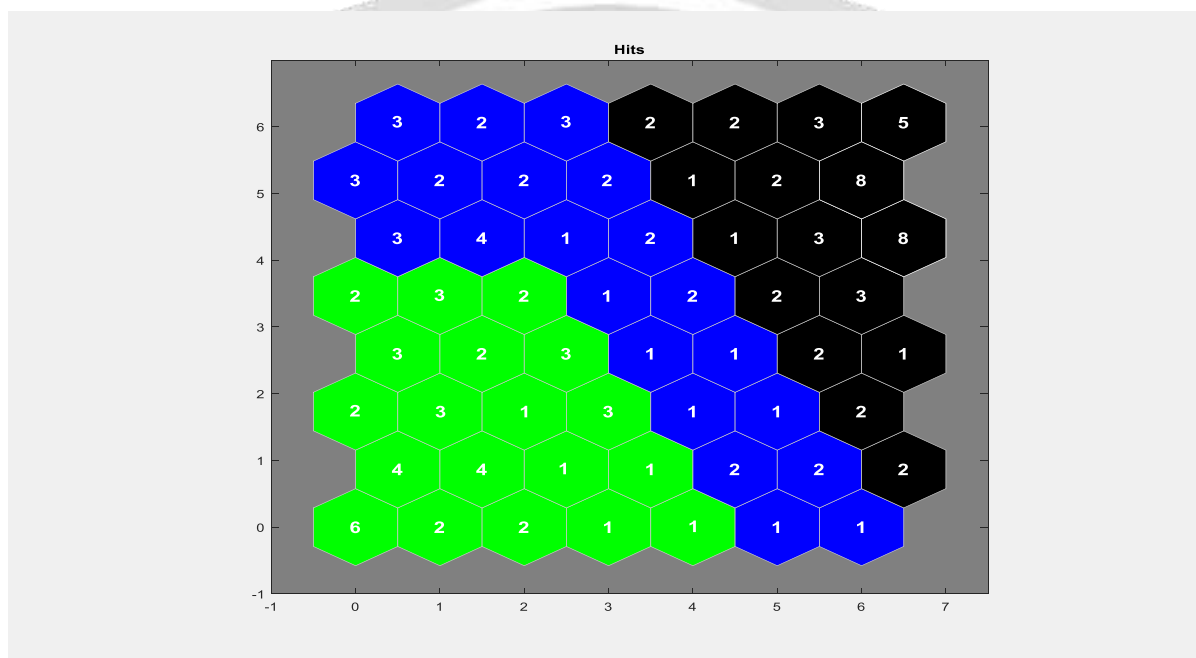 Hits
3 2 3 2 2 3 5
6
3 2 2 2 1 2 8
5
3 4 1 2 1 3 8
4
2 3 2 1 2 2 3
3
3 2 3 1 1 2 1
2
2 3 1 3 1 1 2
1
4 4 1 1 2 2 2
0
6 2 2 1 1 1 1
-1
-1 0 1 2 3 4 5 6 7